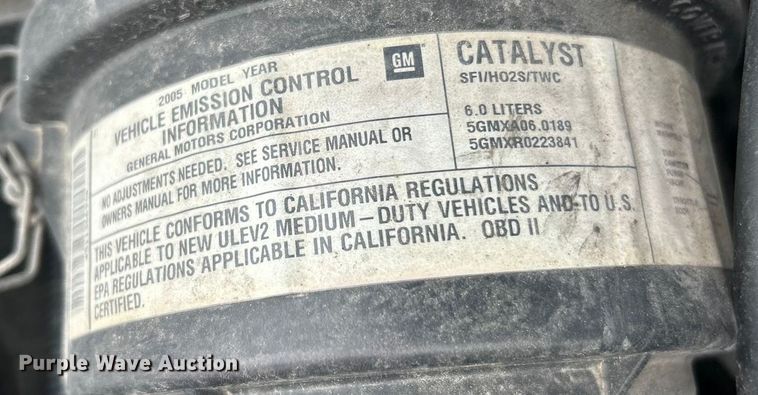 2005 MODEL YEAR
VEHICLE EMISSION CONTROL
INFORMATION
GENERAL MOTORS CORPORATION
GM
CATALYST
SFI/HO2S/TWC
6.0 LITERS
5GMXA06.0189
5GMXR0223841
NO ADJUSTMENTS NEEDED. SEE SERVICE MANUAL OR
OWNERS MANUAL FOR MORE INFORMATION.
THIS VEHICLE CONFORMS TO CALIFORNIA REGULATIONS
APPLICABLE TO NEW ULEV2 MEDIUM-DUTY VEHICLES AND TO U.S.
EPA REGULATIONS APPLICABLE IN CALIFORNIA. OBD II
CERTIFIED.
Purple Wave Auction